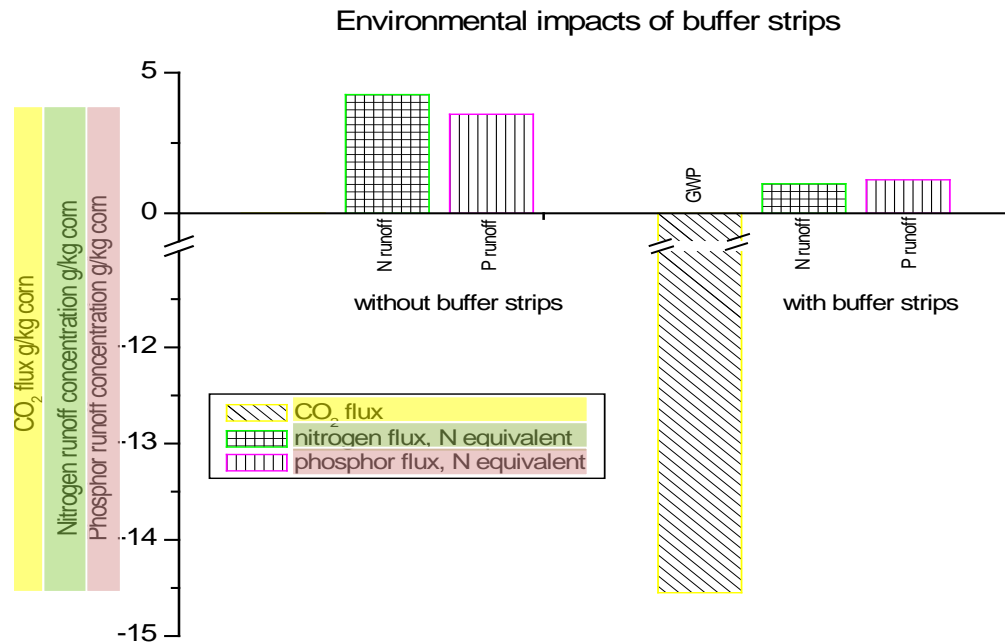 Environmental impacts of buffer strips
5
0
-12
-13
-14
-15
CO2 flux g/kg corn
Nitrogen runoff concentration g/kg corn
Phosphor runoff concentration g/kg corn
N runoff
P runoff
GWP
N runoff
P runoff
without buffer strips
with buffer strips
CO2 flux
nitrogen flux, N equivalent
phosphor flux, N equivalent